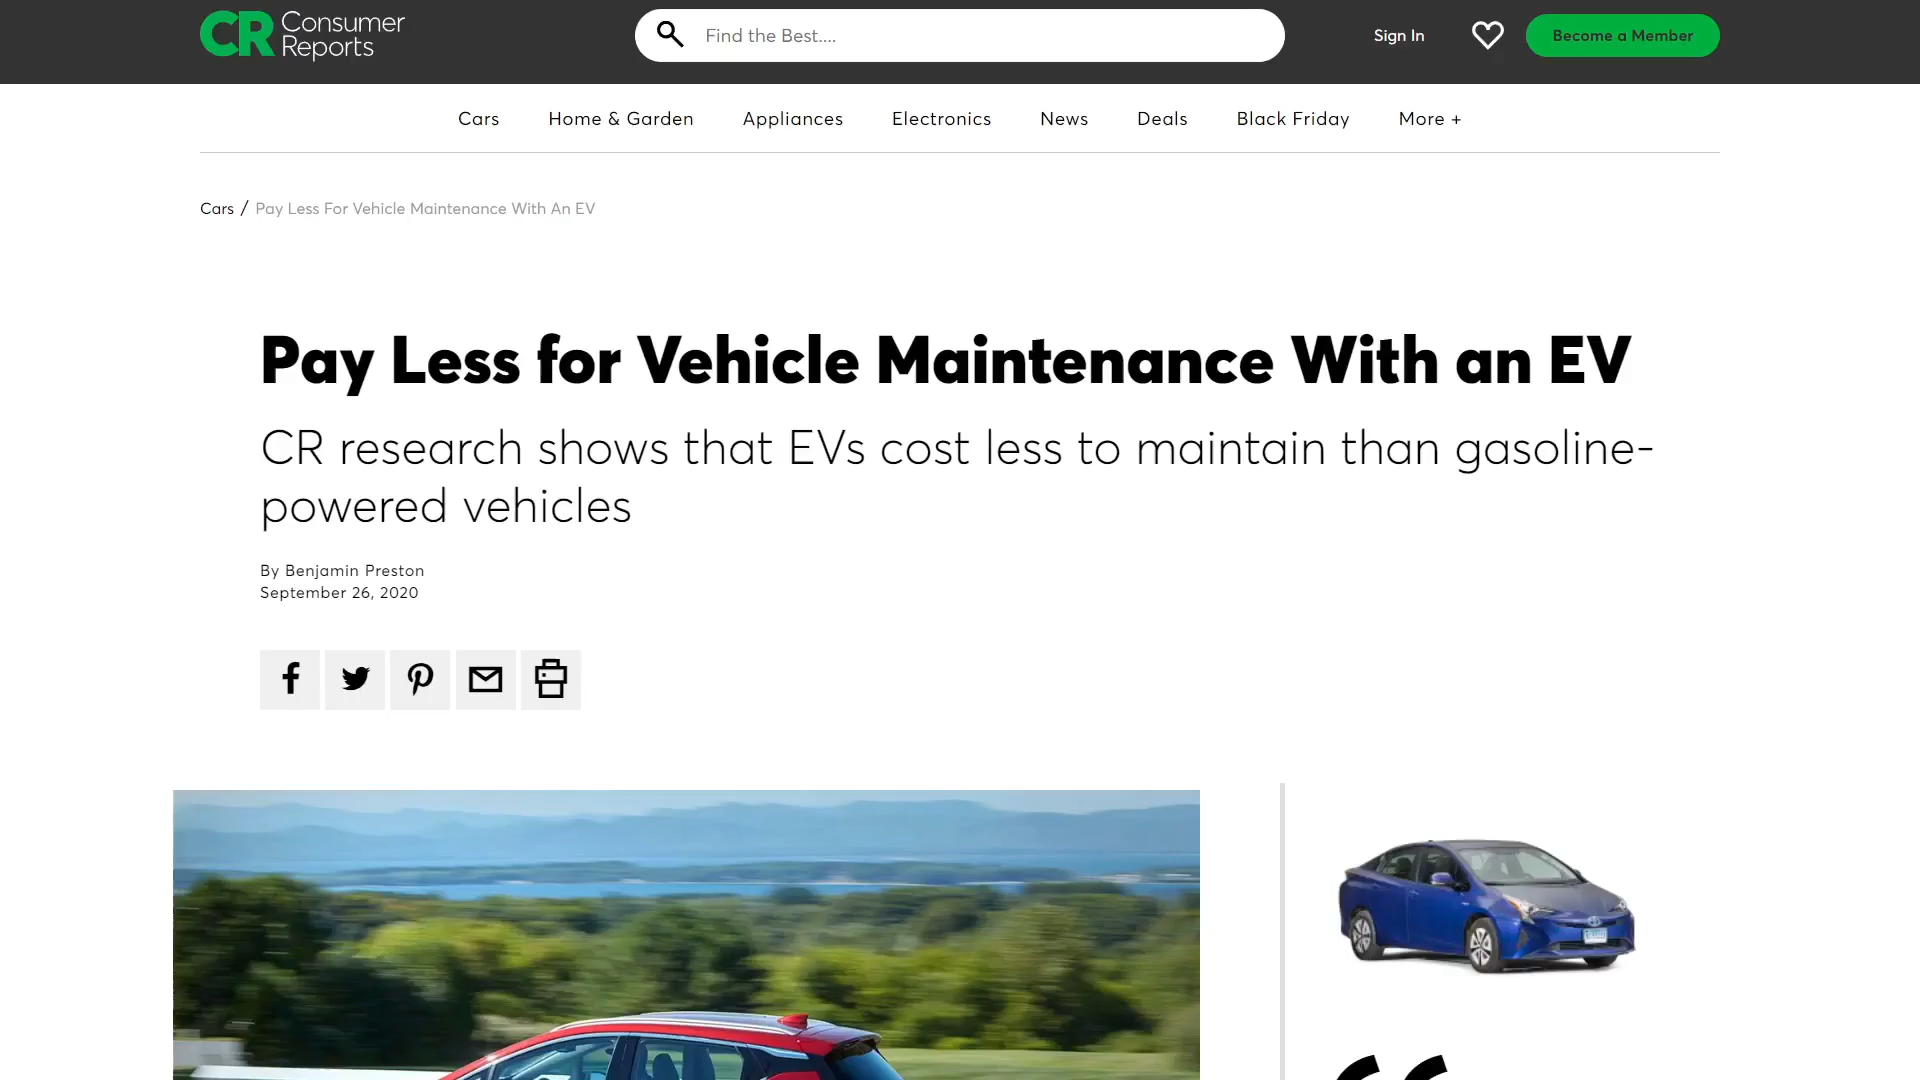 CR Consumer
Reports
Find the Best....
Sign In
Become a Member
Cars
Home & Garden
Appliances
Electronics
News
Deals
Black Friday
More +
Cars / Pay Less For Vehicle Maintenance With An EV
Pay Less for Vehicle Maintenance With an EV
CR research shows that EVs cost less to maintain than gasoline-
powered vehicles
By Benjamin Preston
September 26, 2020